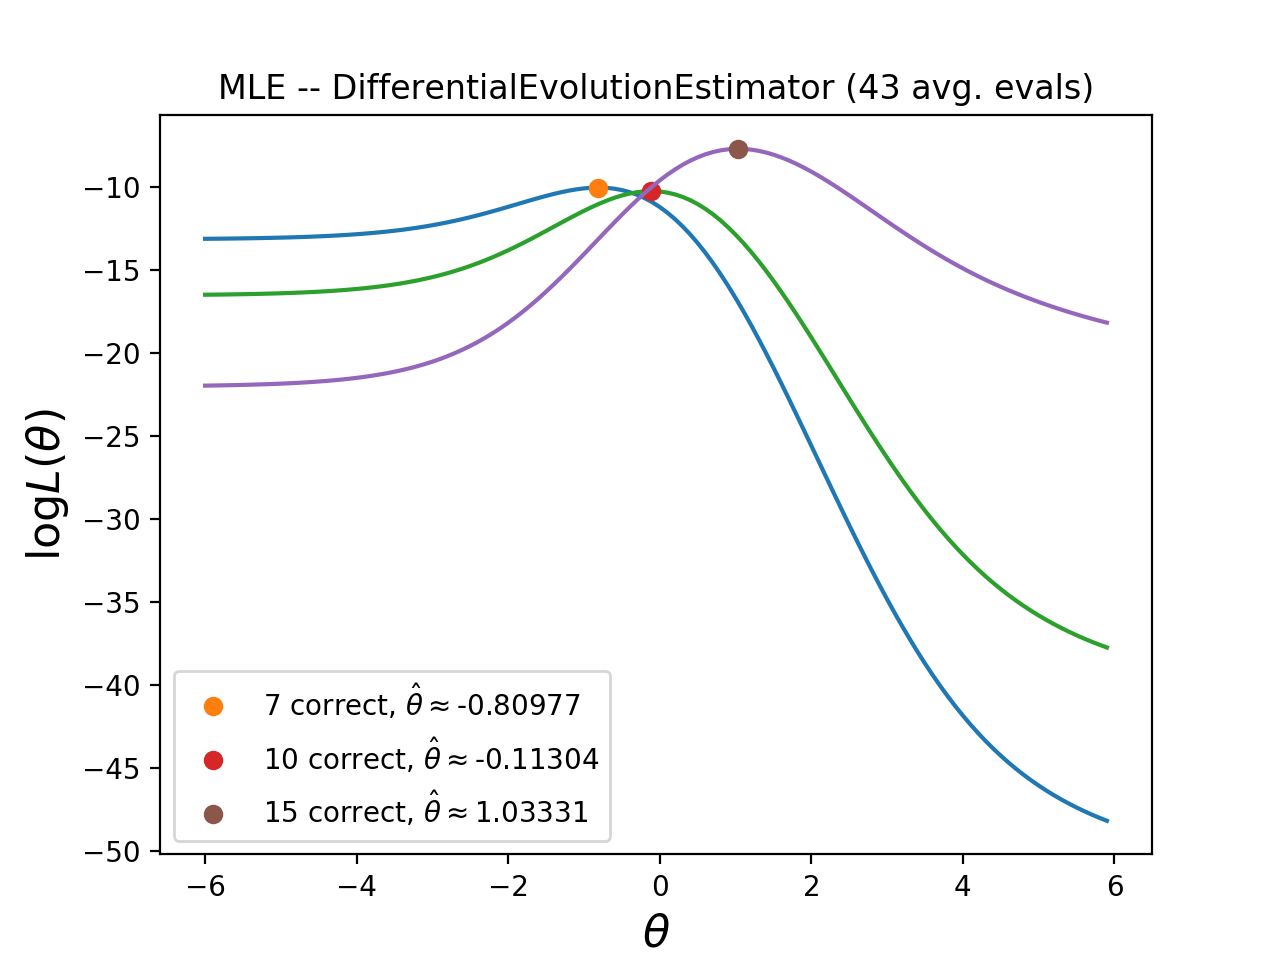 MLE -- DifferentialEvolutionEstimator (43 avg. evals)
logL(θ)
−10
−15
−20
−25
−30
−35
−40
−45
−50
7 correct, θ̂ ≈ -0.80977
10 correct, θ̂ ≈ -0.11304
15 correct, θ̂ ≈ 1.03331
−6 −4 −2 0 2 4 6
θ